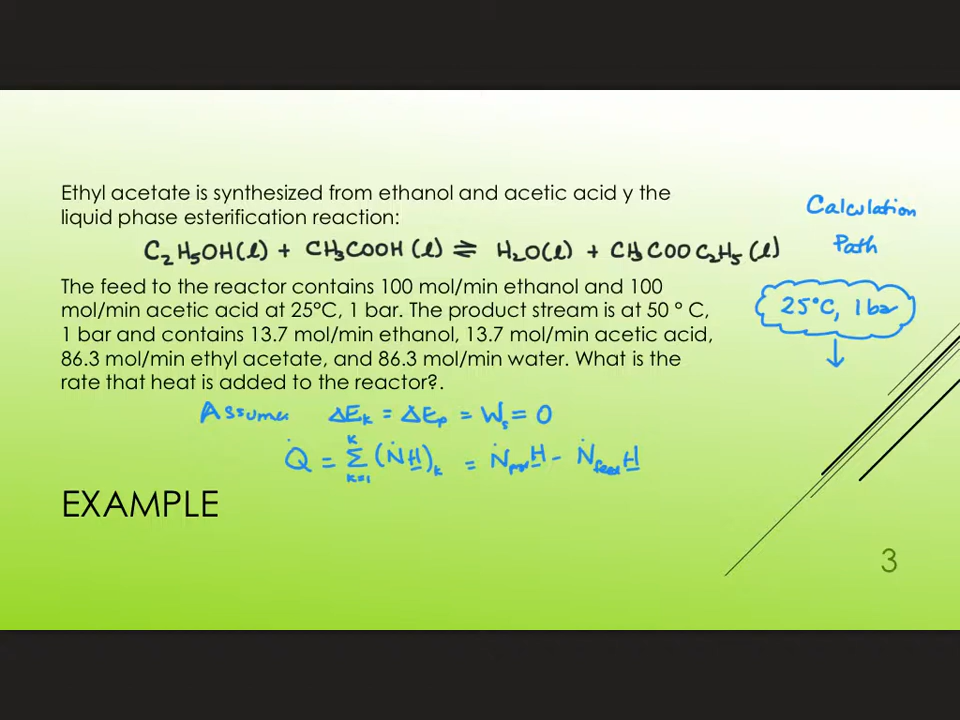 Ethyl acetate is synthesized from ethanol and acetic acid y the
liquid phase esterification reaction:
C₂H₅OH(l) + CH₃COOH(l) ⇌ H₂O(l) + CH₃COOC₂H₅(l)
The feed to the reactor contains 100 mol/min ethanol and 100
mol/min acetic acid at 25°C, 1 bar. The product stream is at 50 ° C,
1 bar and contains 13.7 mol/min ethanol, 13.7 mol/min acetic acid,
86.3 mol/min ethyl acetate, and 86.3 mol/min water. What is the
rate that heat is added to the reactor?.
Assume ΔEₖ = ΔEₚ = Wₛ = 0
Q̇ = Σ k=1 K (ṄH̲)ₖ = Ṅ H̲ - Ṅfeed H̲
EXAMPLE
Calculation
Path
25°C, 1 bar
↓
3